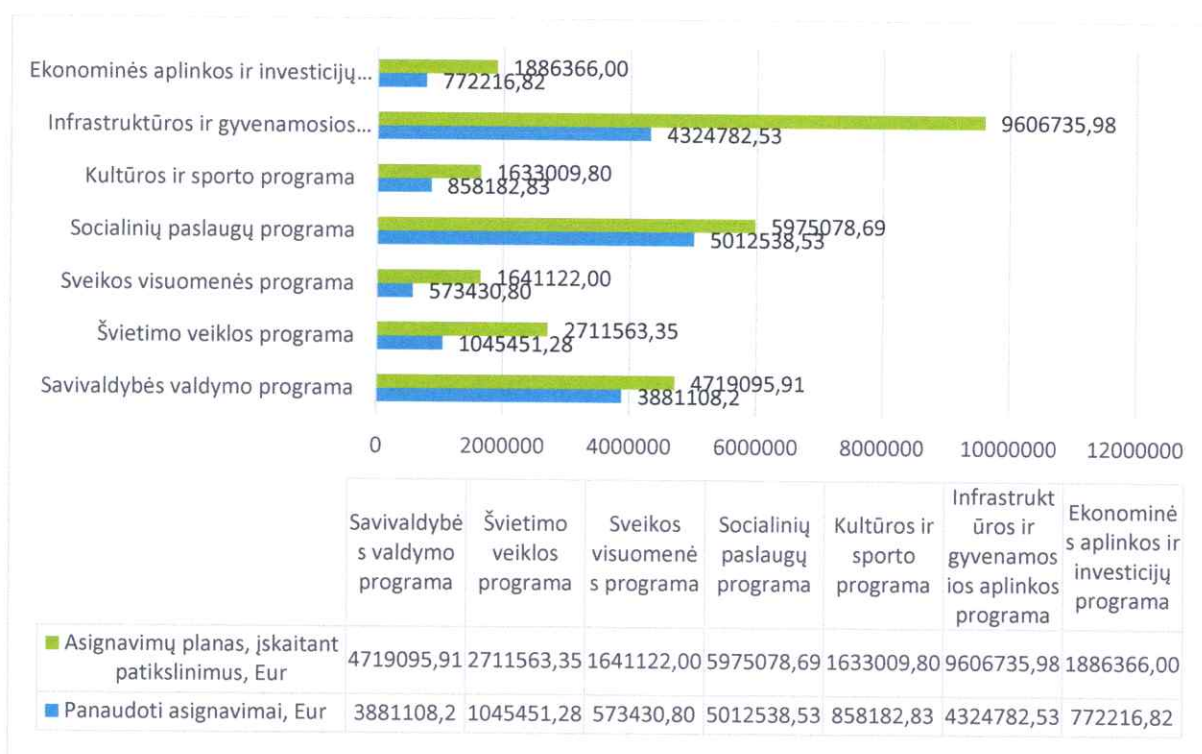 Ekonominės aplinkos ir investicijų...
1886366,00
772216,82
Infrastruktūros ir gyvenamosios...
9606735,98
4324782,53
Kultūros ir sporto programa
1633009,80
858182,83
Socialinių paslaugų programa
5975078,69
5012538,53
Sveikos visuomenės programa
1641122,00
573430,80
Švietimo veiklos programa
2711563,35
1045451,28
Savivaldybės valdymo programa
4719095,91
3881108,2
0 2000000 4000000 6000000 8000000 10000000 12000000
Savivaldybė
s valdymo
programa
Švietimo
veiklos
programa
Sveikos
visuomenė
s programa
Socialinių
paslaugų
programa
Kultūros ir
sporto
programa
Infrastrukt
ūros ir
gyvenamos
ios aplinkos
programa
Ekonominė
s aplinkos ir
investicijų
programa
Asignavimų planas, įskaitant
patikslinimus, Eur
4719095,91 2711563,35 1641122,00 5975078,69 1633009,80 9606735,98 1886366,00
Panaudoti asignavimai, Eur 3881108,2 1045451,28 573430,80 5012538,53 858182,83 4324782,53 772216,82